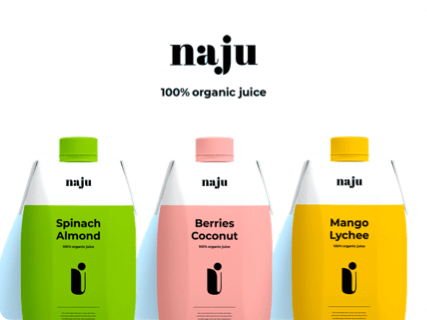 naju
100% organic juice
naju
Spinach
Almond
100% organic juice
naju
Berries
Coconut
100% organic juice
naju
Mango
Lychee
100% organic juice